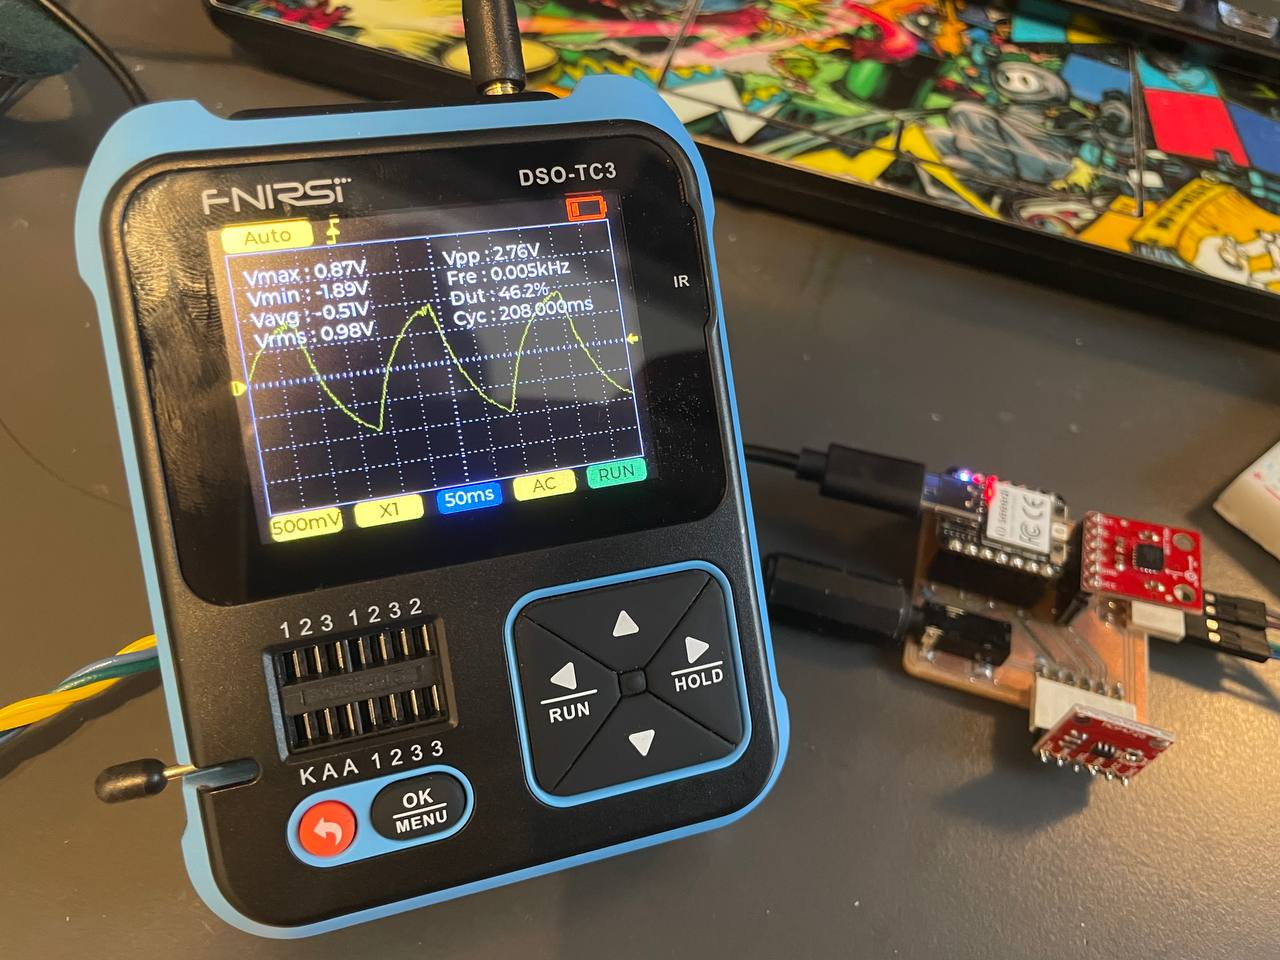 FNIRSI
DSO-TC3
IR
Auto
Vmax : 0.87V
Vmin : -1.89V
Vavg : -0.51V
Vrms : 0.98V
Vpp : 2.76V
Fre : 0.005kHz
Dut : 46.2%
Cyc : 208.000ms
500mV
X1
50ms
AC
RUN
1 2 3 1 2 3 2
K A A 1 2 3 3
RUN
HOLD
OK
MENU
FC CE